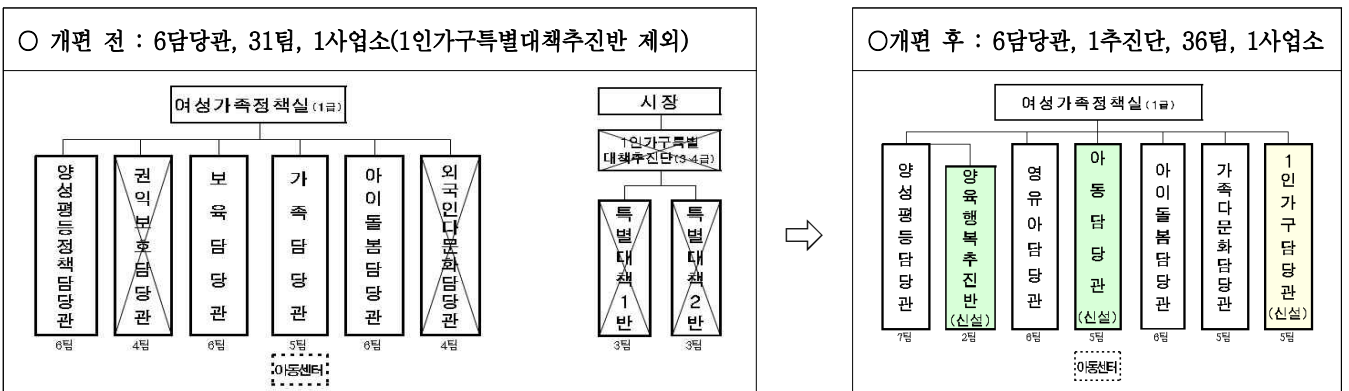 ○ 개편 전 : 6담당관, 31팀, 1사업소(1인가구특별대책추진반 제외)
여성가족정책실(1급)
양성평등정책담당관
권익보호담당관
보육담당관
가족담당관
아이돌봄담당관
외국인다문화담당관
6팀
4팀
6팀
5팀
6팀
4팀
아동센터
시장
1인가구특별
대책추진단(3·4급)
특별대책1반
특별대책2반
3팀
3팀
○개편 후 : 6담당관, 1추진단, 36팀, 1사업소
여성가족정책실(1급)
양성평등담당관
양육행복추진반(신설)
영유아담당관
아동담당관(신설)
아이돌봄담당관
가족다문화담당관
1인가구담당관(신설)
7팀
2팀
6팀
5팀
6팀
5팀
5팀
아동센터